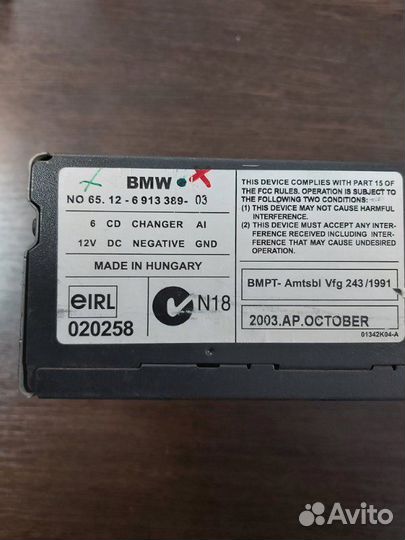 BMW
NO 65. 12 - 6 913 389- 03
6 CD CHANGER AI
12V DC NEGATIVE GND
MADE IN HUNGARY
eIRL
020258
N18
THIS DEVICE COMPLIES WITH PART 15 OF
THE FCC RULES. OPERATION IS SUBJECT TO
THE FOLLOWING TWO CONDITIONS:
(1) THIS MAY NOT CAUSE HARMFUL
INTERFERENCE
(2) THIS DEVICE MUST ACCEPT ANY INTER-
FERENCE RECEIVED INCLUDING INTER-
FERENCE THAT MAY CAUSE UNDESIRED
OPERATION.
BMPT- Amtsbl Vfg 243/1991
2003.AP.OCTOBER
01342K04-A
Avito